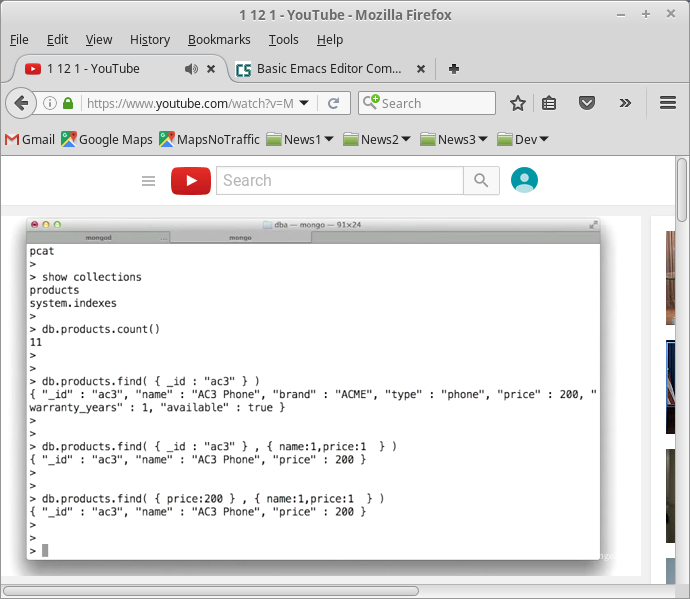 1 12 1 - YouTube - Mozilla Firefox
File Edit View History Bookmarks Tools Help
1 12 1 - YouTube
Basic Emacs Editor Com...
https://www.youtube.com/watch?v=M
Search
Gmail Google Maps MapsNoTraffic News1 News2 News3 Dev
Search
dba — mongo — 91×24
mongod mongo
pcat
>
> show collections
products
system.indexes
>
> db.products.count()
11
>
>
> db.products.find( { _id : "ac3" } )
{ "_id" : "ac3", "name" : "AC3 Phone", "brand" : "ACME", "type" : "phone", "price" : 200, "
warranty_years" : 1, "available" : true }
>
>
> db.products.find( { _id : "ac3" } , { name:1,price:1  } )
{ "_id" : "ac3", "name" : "AC3 Phone", "price" : 200 }
>
>
> db.products.find( { price:200 } , { name:1,price:1  } )
{ "_id" : "ac3", "name" : "AC3 Phone", "price" : 200 }
>
>
>